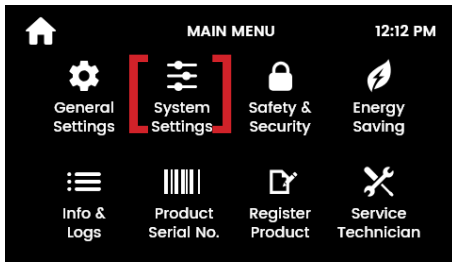 MAIN MENU 12:12 PM
General Settings
System Settings
Safety & Security
Energy Saving
Info & Logs
Product Serial No.
Register Product
Service Technician